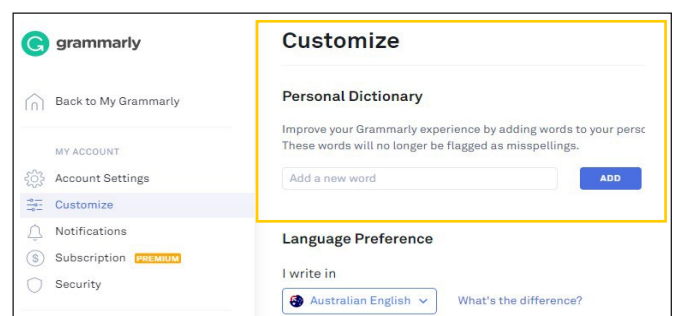 grammarly
Back to My Grammarly
MY ACCOUNT
Account Settings
Customize
Notifications
Subscription PREMIUM
Security
Customize
Personal Dictionary
Improve your Grammarly experience by adding words to your
These words will no longer be flagged as misspellings.
Add a new word ADD
Language Preference
I write in
Australian English What's the difference?